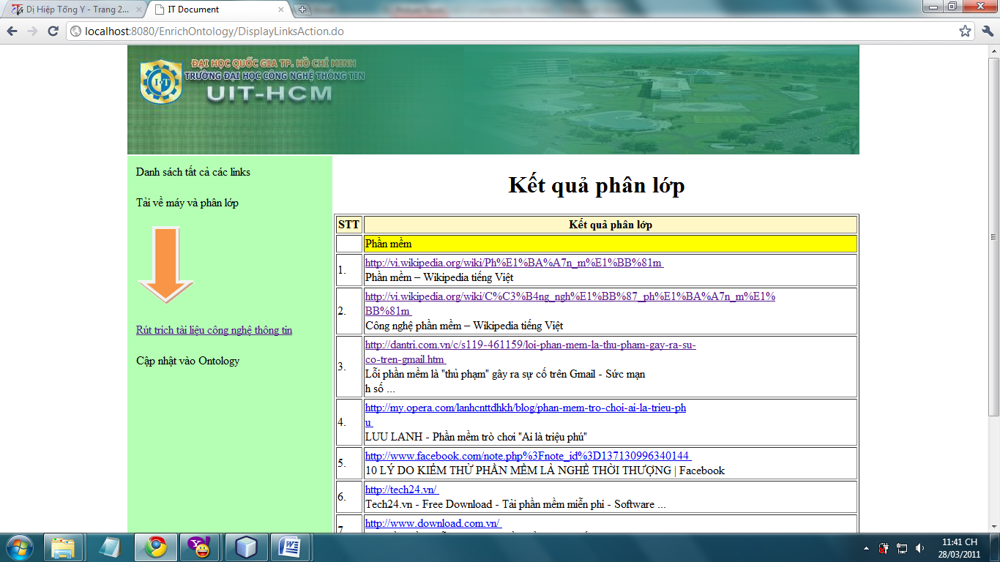 Dị Hiệp Tống Y - Trang 2...
IT Document
localhost:8080/EnrichOntology/DisplayLinksAction.do
ĐẠI HỌC QUỐC GIA TP. HỒ CHÍ MINH
TRƯỜNG ĐẠI HỌC CÔNG NGHỆ THÔNG TIN
UIT-HCM
Danh sách tất cả các links
Tải về máy và phân lớp
Rút trích tài liệu công nghệ thông tin
Cập nhật vào Ontology
Kết quả phân lớp
STT Kết quả phân lớp
Phần mềm
1. http://vi.wikipedia.org/wiki/Ph%E1%BA%A7n_m%E1%BB%81m
Phần mềm – Wikipedia tiếng Việt
2. http://vi.wikipedia.org/wiki/C%C3%B4ng_ngh%E1%BB%87_ph%E1%BA%A7n_m%E1%
BB%81m
Công nghệ phần mềm – Wikipedia tiếng Việt
3. http://dantri.com.vn/c/s119-461159/loi-phan-mem-la-thu-pham-gay-ra-su-
co-tren-gmail.htm
Lỗi phần mềm là "thủ phạm" gây ra sự cố trên Gmail - Sức mạn
h số ...
4. http://my.opera.com/lanhcnttdhkh/blog/phan-mem-tro-choi-ai-la-trieu-ph
u
LUU LANH - Phần mềm trò chơi "Ai là triệu phú"
5. http://www.facebook.com/note.php%3Fnote_id%3D137130996340144
10 LÝ DO KIỂM THỬ PHẦN MỀM LÀ NGHỀ THỜI THƯỢNG | Facebook
6. http://tech24.vn/
Tech24.vn - Free Download - Tải phần mềm miễn phí - Software ...
7. http://www.download.com.vn/
11:41 CH
28/03/2011